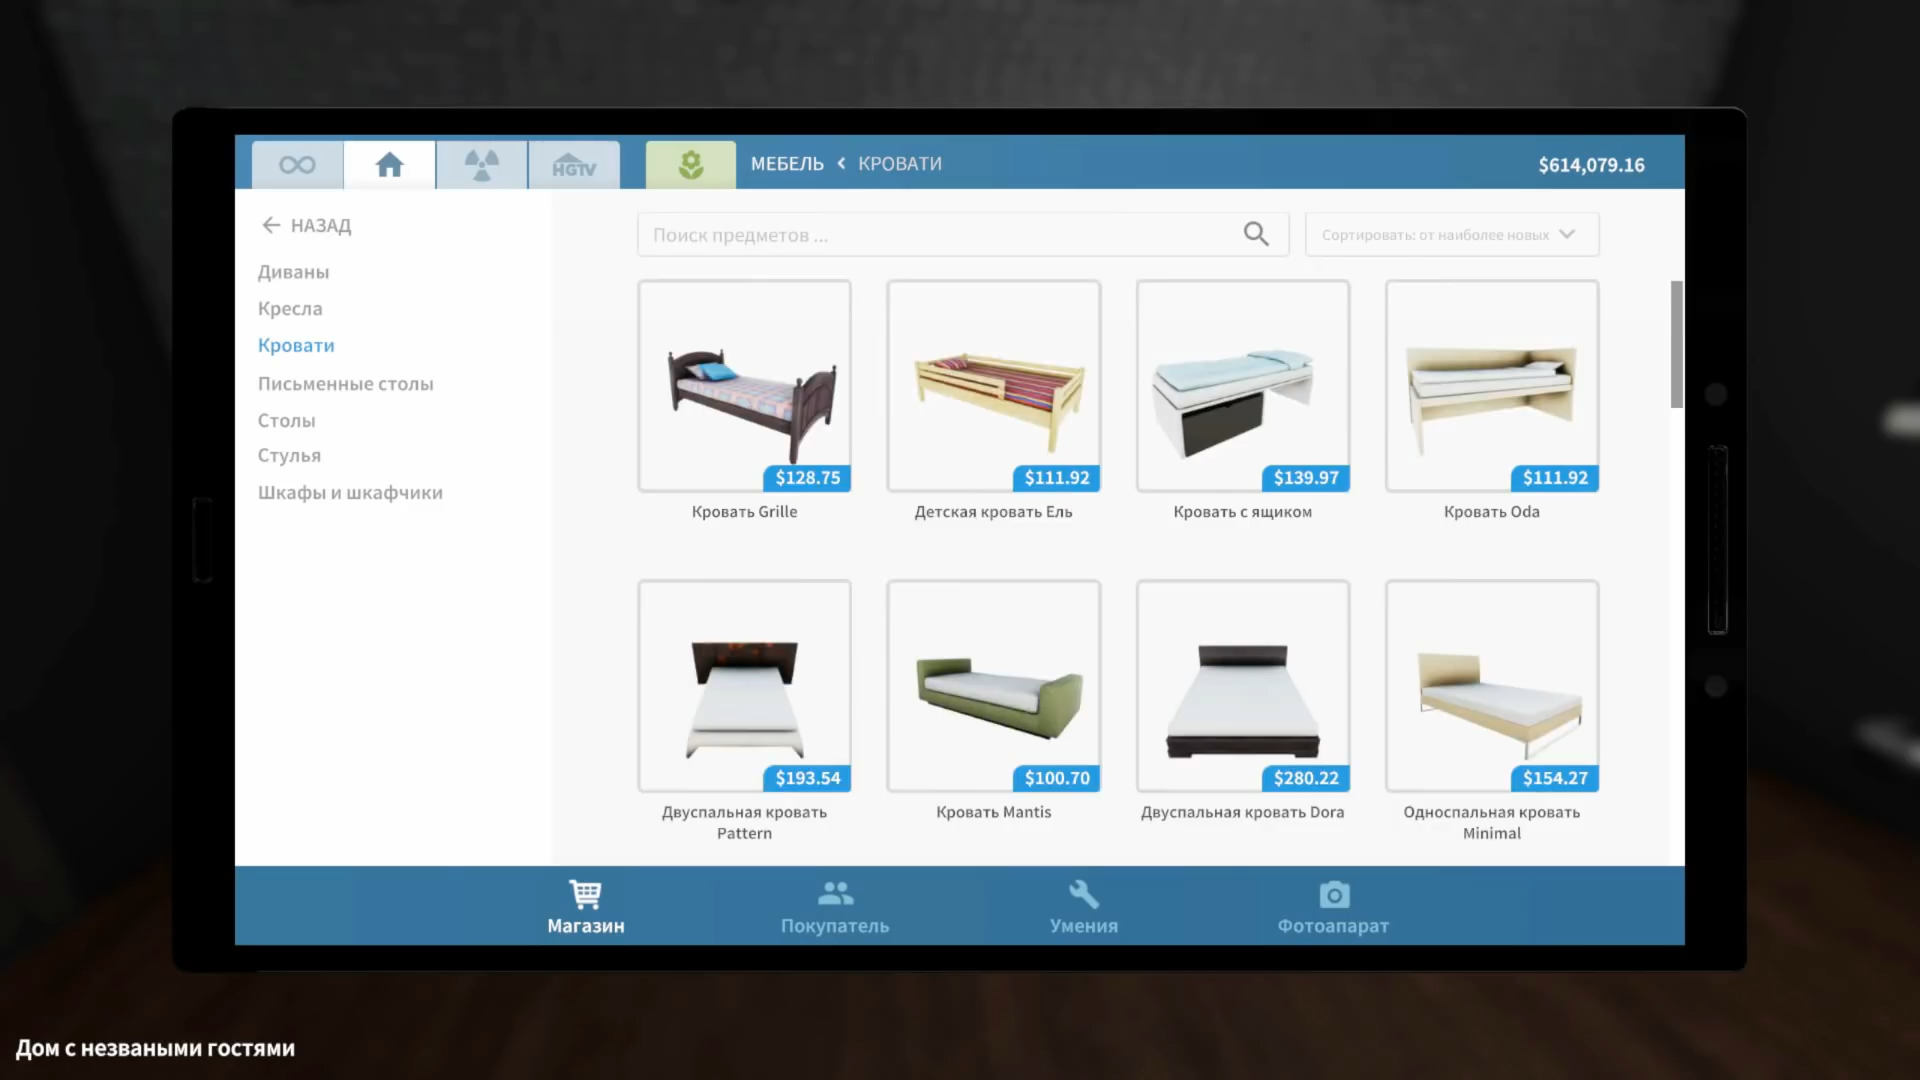 HGTV
МЕБЕЛЬ < КРОВАТИ
$614,079.16
НАЗАД
Диваны
Кресла
Кровати
Письменные столы
Столы
Стулья
Шкафы и шкафчики
Поиск предметов ...
Сортировать: от наиболее новых
$128.75
$111.92
$139.97
$111.92
Кровать Grille
Детская кровать Ель
Кровать с ящиком
Кровать Oda
$193.54
$100.70
$280.22
$154.27
Двуспальная кровать
Pattern
Кровать Mantis
Двуспальная кровать Dora
Односпальная кровать
Minimal
Магазин
Покупатель
Умения
Фотоаппарат
Дом с незваными гостями